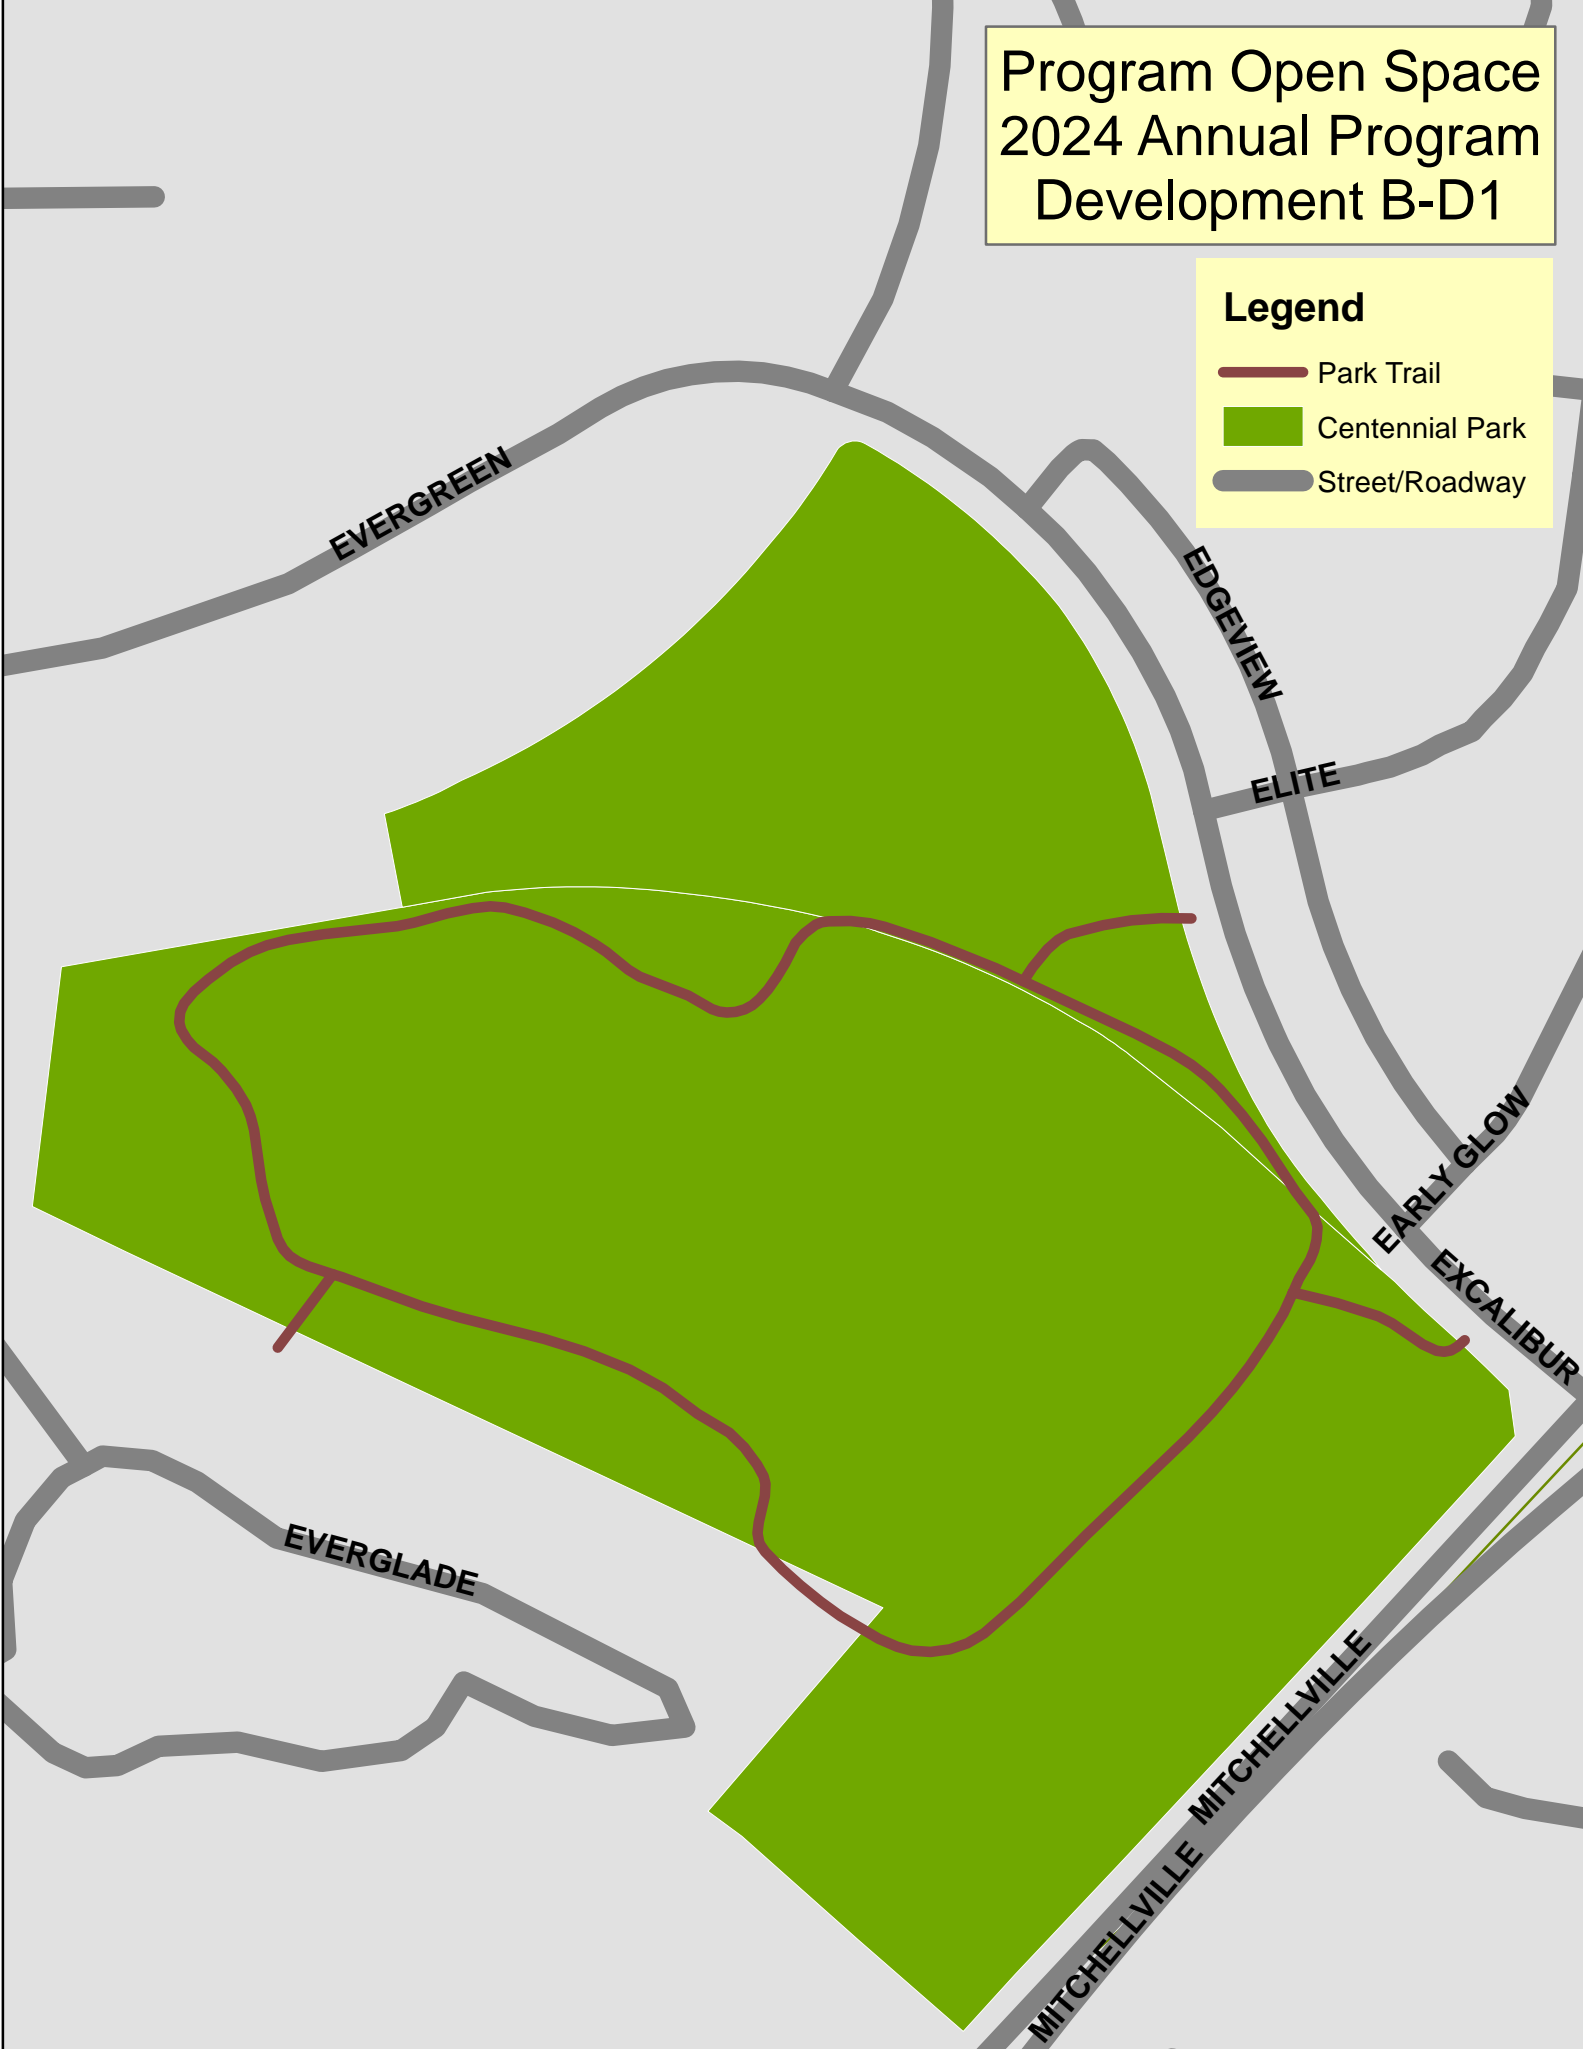 Program Open Space
2024 Annual Program
Development B-D1
Legend
Park Trail
Centennial Park
Street/Roadway
EVERGREEN
EDGEVIEW
ELITE
EARLY GLOW
EXCALIBUR
EVERGLADE
MITCHELLVILLE
MITCHELLVILLE